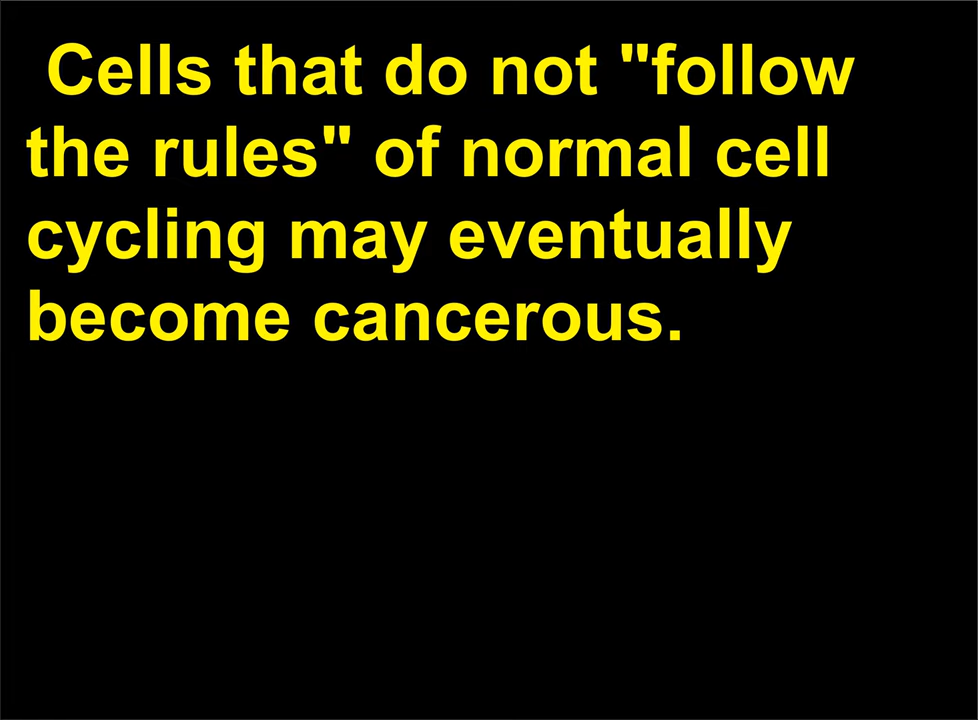 Cells that do not "follow
the rules" of normal cell
cycling may eventually
become cancerous.